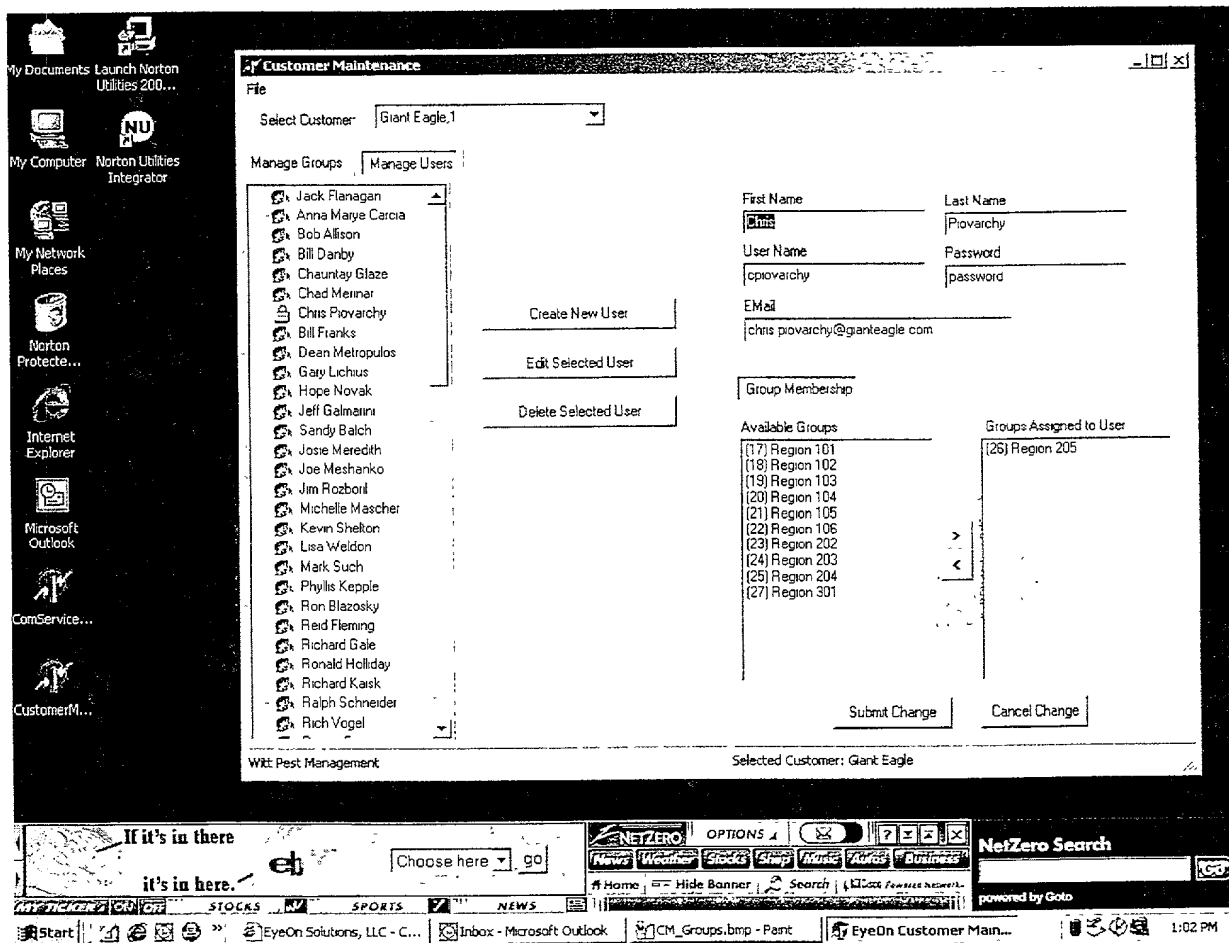 My Documents
Launch Norton
Utilities 200...
My Computer
NU
Norton Utilities
Integrator
My Network
Places
Norton
Protecte...
Internet
Explorer
Microsoft
Outlook
ComService...
CustomerM...
Customer Maintenance
File
Select Customer
Giant Eagle,1
Manage Groups
Manage Users
Jack Flanagan
Anna Marye Carcia
Bob Allison
Bill Danby
Chauntay Glaze
Chad Merinar
Chris Piovarchy
Bill Franks
Dean Metropulos
Gary Lichius
Hope Novak
Jeff Galmarini
Sandy Balch
Josie Meredith
Joe Meshanko
Jim Rozboril
Michelle Mascher
Kevin Shelton
Lisa Weldon
Mark Such
Phyllis Kepple
Ron Blazosky
Reid Fleming
Richard Gale
Ronald Holliday
Richard Karsk
Ralph Schneider
Rich Vogel
Create New User
Edit Selected User
Delete Selected User
First Name
Last Name
Chris
Piovarchy
User Name
Password
cpiovarchy
password
EMail
chris piovarchy@gianteagle com
Group Membership
Available Groups
(17) Region 101
(18) Region 102
(19) Region 103
(20) Region 104
(21) Region 105
(22) Region 106
(23) Region 202
(24) Region 203
(25) Region 204
(27) Region 301
>
<
Groups Assigned to User
(26) Region 205
Submit Change
Cancel Change
Witt Pest Management
Selected Customer: Giant Eagle
If it's in there
it's in here.
Choose here
go
NETZERO
OPTIONS
?
X
News
Weather
Stocks
Shop
Music
Autos
Business
Home
Hide Banner
Search
NetZero Search
GO
powered by Goto
MY TICKER
ON
OFF
STOCKS
SPORTS
NEWS
Start
»
EyeOn Solutions, LLC - C...
Inbox - Microsoft Outlook
CM_Groups.bmp - Paint
EyeOn Customer Main...
1:02 PM